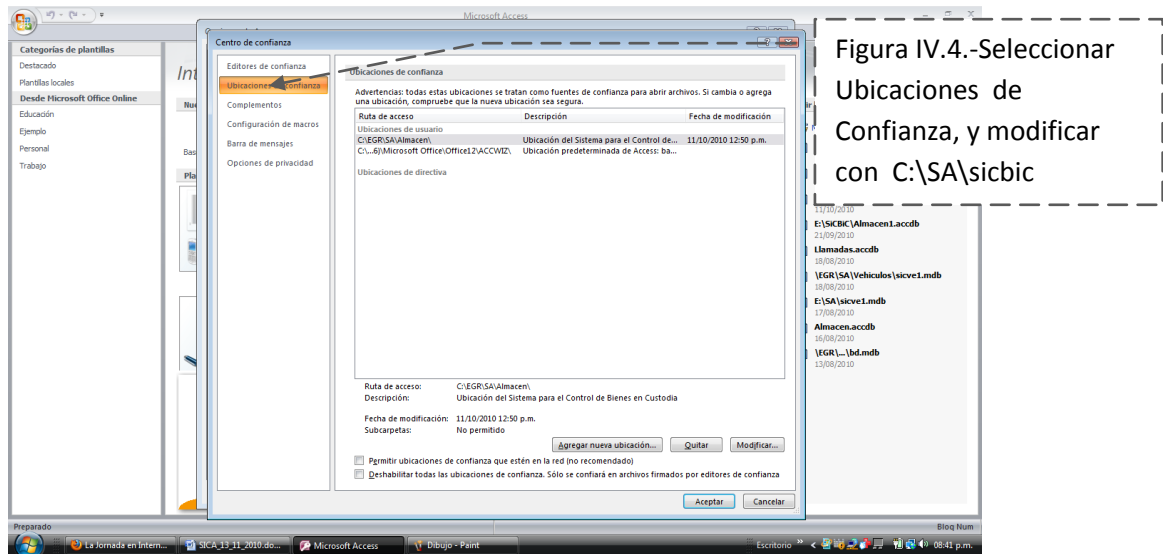 Microsoft Access
Categorías de plantillas
Destacado
Plantillas locales
Desde Microsoft Office Online
Educación
Ejemplo
Personal
Trabajo
Centro de confianza
Editores de confianza
Ubicaciones de confianza
Complementos
Configuración de macros
Barra de mensajes
Opciones de privacidad
Ubicaciones de confianza
Advertencias: todas estas ubicaciones se tratan como fuentes de confianza para abrir archivos. Si cambia o agrega
una ubicación, compruebe que la nueva ubicación sea segura.
Ruta de acceso Descripción Fecha de modificación
Ubicaciones de usuario
C:\EGR\SA\Almacen\ Ubicación del Sistema para el Control de... 11/10/2010 12:50 p.m.
C:\...6)\Microsoft Office\Office12\ACCWIZ\ Ubicación predeterminada de Access: ba...
Ubicaciones de directiva
Ruta de acceso: C:\EGR\SA\Almacen\
Descripción: Ubicación del Sistema para el Control de Bienes en Custodia
Fecha de modificación: 11/10/2010 12:50 p.m.
Subcarpetas: No permitido
Agregar nueva ubicación... Quitar Modificar...
Permitir ubicaciones de confianza que estén en la red (no recomendado)
Deshabilitar todas las ubicaciones de confianza. Sólo se confiará en archivos firmados por editores de confianza
Aceptar Cancelar
Figura IV.4.-Seleccionar
Ubicaciones de
Confianza, y modificar
con C:\SA\sicbic
11/10/2010
E:\SiCBiC\Almacen1.accdb
21/09/2010
Llamadas.accdb
18/08/2010
\EGR\SA\Vehiculos\sicve1.mdb
18/08/2010
E:\SA\sicve1.mdb
17/08/2010
Almacen.accdb
16/08/2010
\EGR\...\bd.mdb
13/08/2010
Preparado Bloq Num
La Jornada en Intern... SICA_13_11_2010.do... Microsoft Access Dibujo - Paint Escritorio 08:41 p.m.